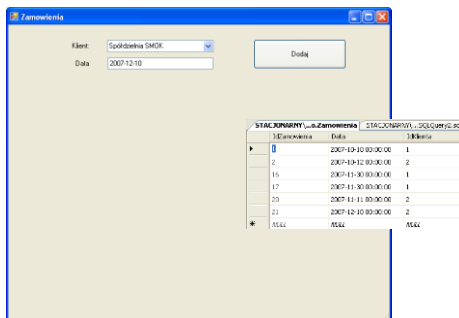 Zamowienia
Klient Spółdzielnia SMOK
Dodaj
Data 2007-12-10
STACJONARNY\...o.Zamowienia STACJONARNY\...SQLQuery2.sq
IdZamowienia Data IdKlienta
1 2007-10-10 00:00:00 1
2 2007-10-12 00:00:00 2
16 2007-11-30 00:00:00 1
17 2007-11-30 00:00:00 1
20 2007-11-11 00:00:00 2
21 2007-12-10 00:00:00 2
NULL NULL NULL